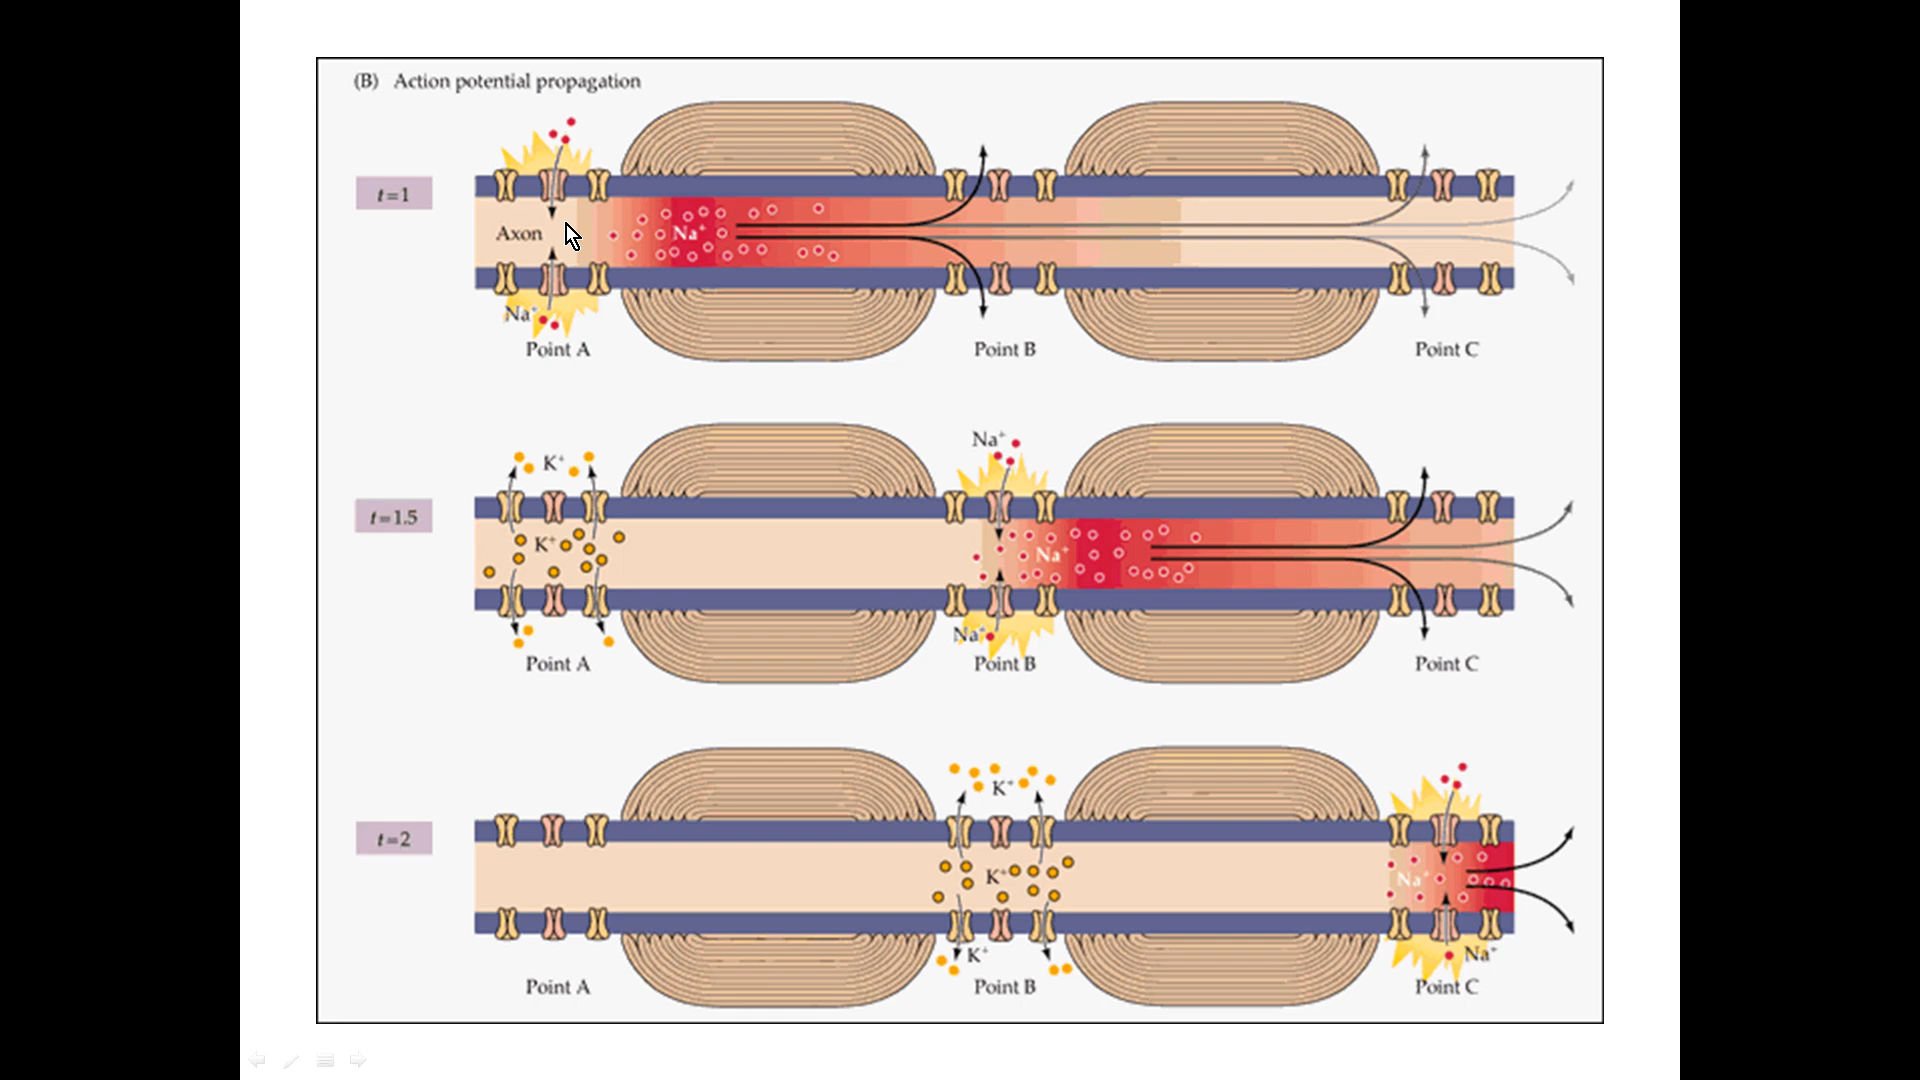 (B) Action potential propagation
t=1
Axon
Na⁺
Na⁺
Point A
Point B
Point C
Na⁺
K⁺
t=1.5
K⁺
Na⁺
Na⁺
Point A
Point B
Point C
K⁺
t=2
K⁺
Na⁺
K⁺
Na⁺
Point A
Point B
Point C